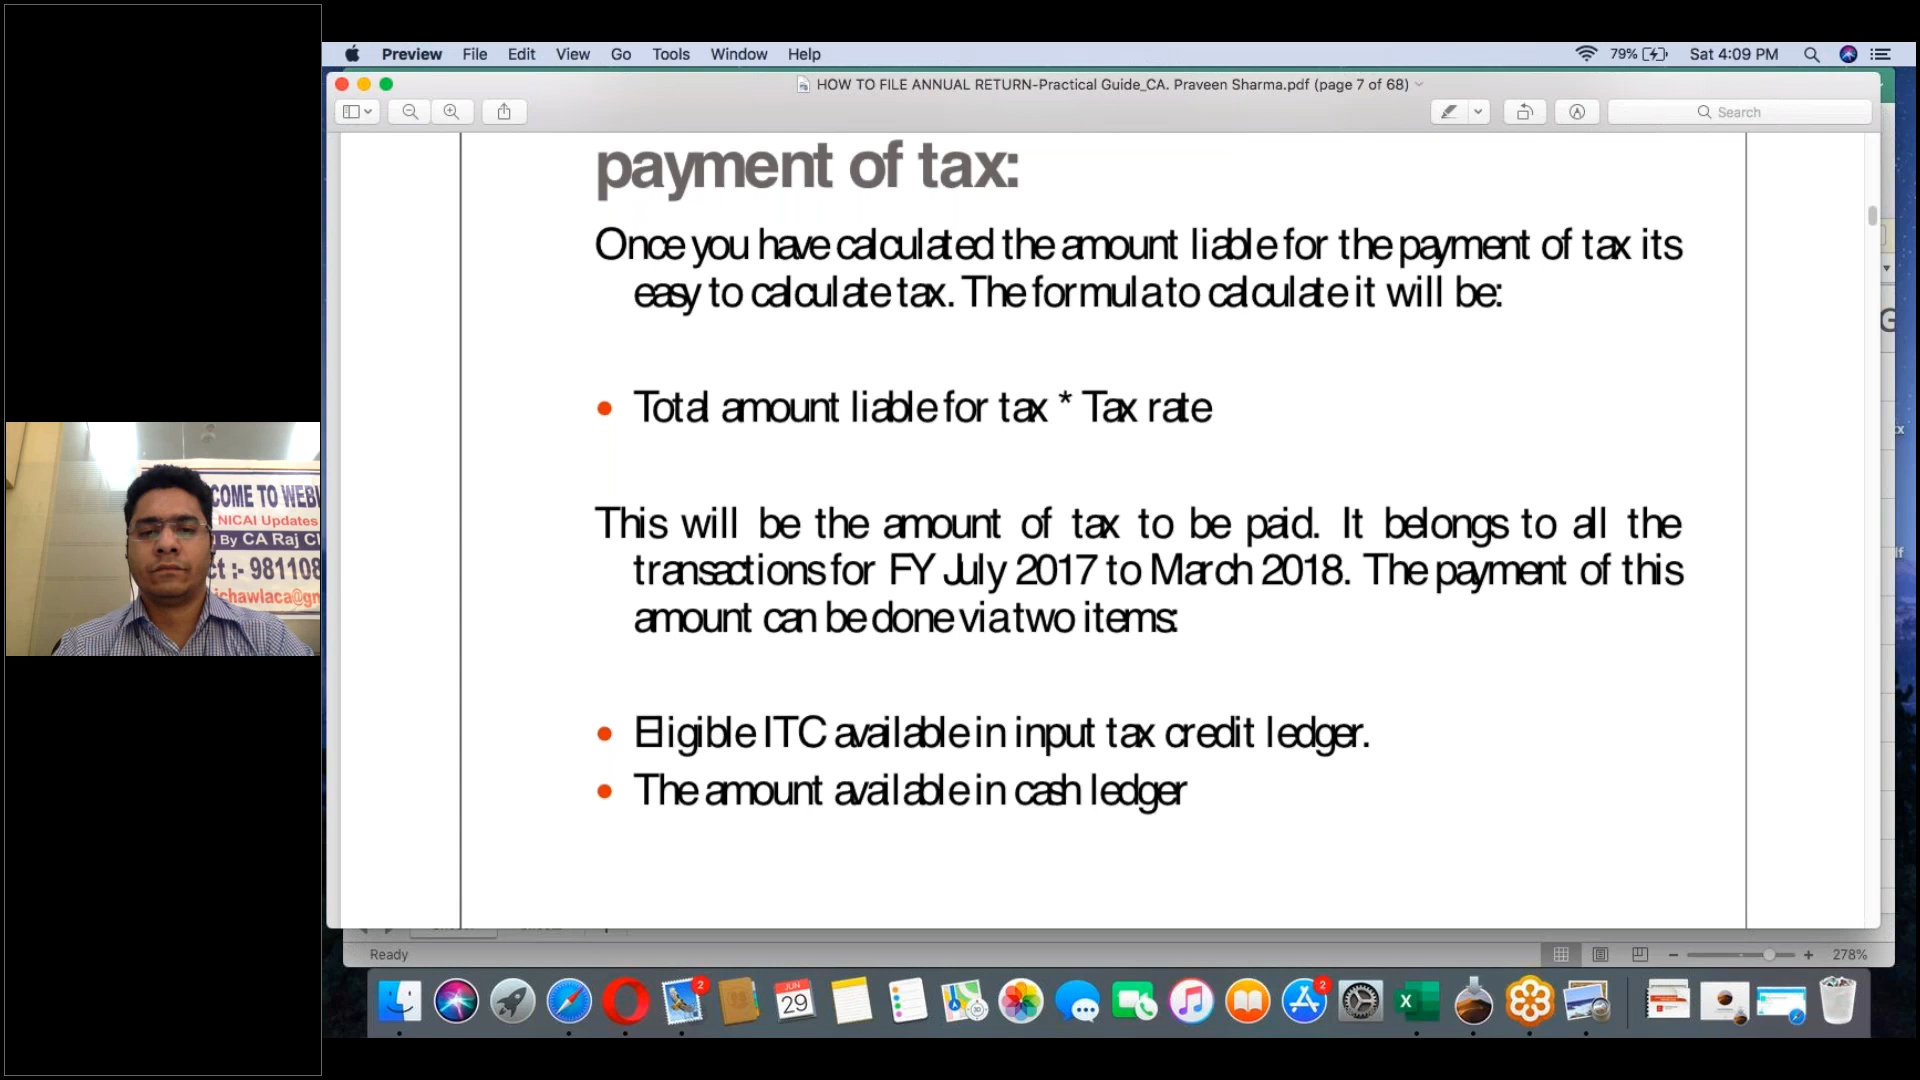 Preview File Edit View Go Tools Window Help 79% Sat 4:09 PM
HOW TO FILE ANNUAL RETURN-Practical Guide_CA. Praveen Sharma.pdf (page 7 of 68)
Search
payment of tax:
Once you have calculated the amount liable for the payment of tax its
easy to calculate tax. The formula to calculate it will be:
• Total amount liable for tax * Tax rate
This will be the amount of tax to be paid. It belongs to all the
transactions for FY July 2017 to March 2018. The payment of this
amount can be done via two items:
• Eligible ITC available in input tax credit ledger.
• The amount available in cash ledger
COME TO WEBI
NICAI Updates
By CA Raj C
ct :- 981108
ichawlaca@g
Ready 278%
2
JUN
29
2